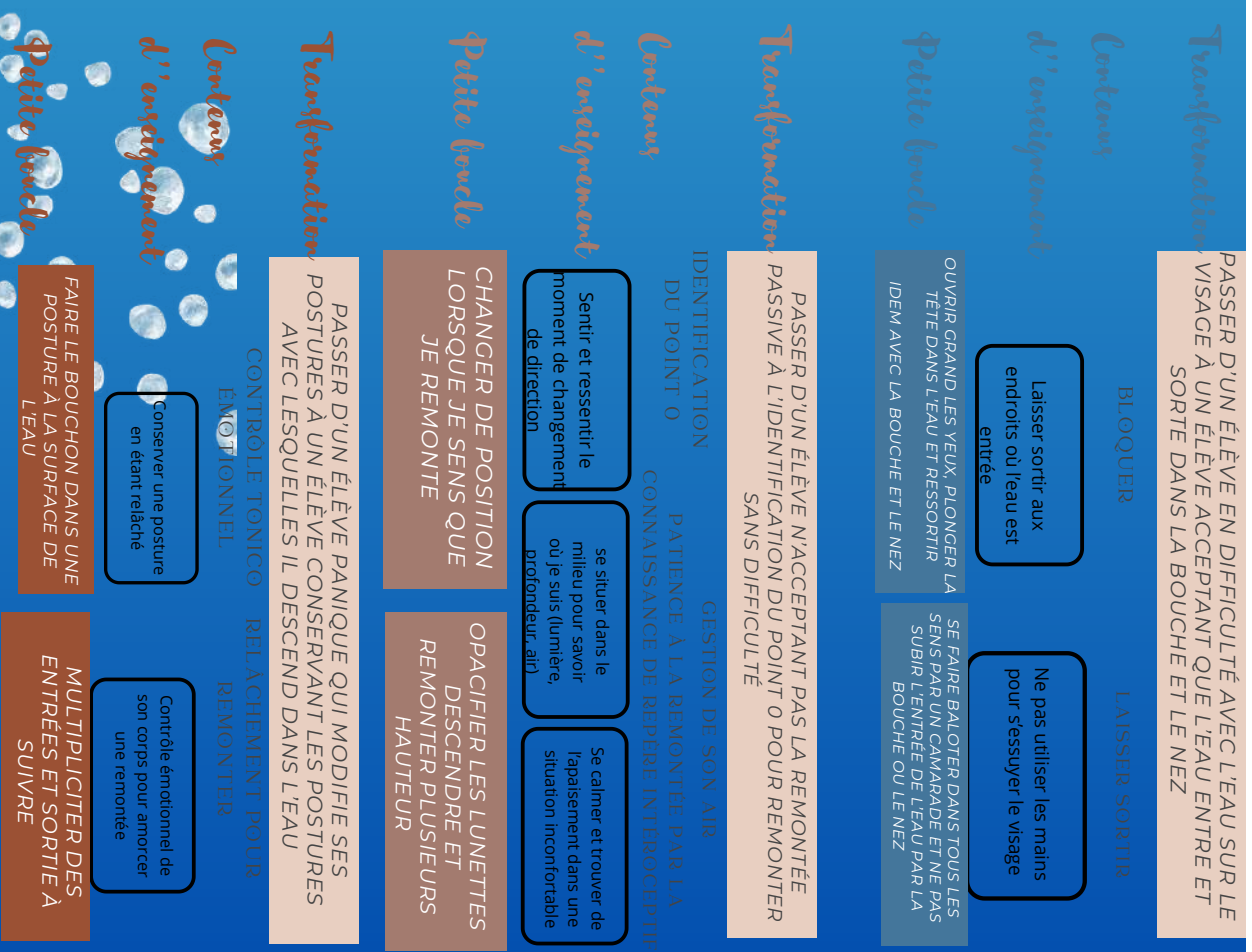 Transformation
PASSER D'UN ÉLÈVE EN DIFFICULTÉ AVEC L'EAU SUR LE
VISAGE À UN ÉLÈVE ACCEPTANT QUE L'EAU ENTRE ET
SORTE DANS LA BOUCHE ET LE NEZ
Contenus
d''enseignement
BLOQUER
LAISSER SORTIR
Laisser sortir aux
endroits où l'eau est
entrée
Ne pas utiliser les mains
pour s'essuyer le visage
Petite boucle
OUVRIR GRAND LES YEUX, PLONGER LA
TÊTE DANS L'EAU ET RESSORTIR
IDEM AVEC LA BOUCHE ET LE NEZ
SE FAIRE BALOTER DANS TOUS LES
SENS PAR UN CAMARADE ET NE PAS
SUBIR L'ENTRÉE DE L'EAU PAR LA
BOUCHE OU LE NEZ
Transformation
PASSER D'UN ÉLÈVE N'ACCEPTANT PAS LA REMONTÉE
PASSIVE À L'IDENTIFICATION DU POINT 0 POUR REMONTER
SANS DIFFICULTÉ
Contenus
d''enseignement
IDENTIFICATION
DU POINT 0
GESTION DE SON AIR
PATIENCE À LA REMONTÉE PAR LA
CONNAISSANCE DE REPÈRE
Sentir et ressentir le
moment de changement
de direction
se situer dans le
milieu pour savoir
où je suis (lumière,
profondeur, air)
Se calmer et trouver de
l'apaisement dans une
situation inconfortable
Petite boucle
CHANGER DE POSITION
LORSQUE JE SENS QUE
JE REMONTE
OPACIFIER LES LUNETTES
DESCENDRE ET
REMONTER PLUSIEURS
HAUTEUR
Transformation
PASSER D'UN ÉLÈVE PANIQUE QUI MODIFIE SES
POSTURES À UN ÉLÈVE CONSERVANT LES POSTURES
AVEC LESQUELLES IL DESCEND DANS L'EAU
Contenus
d''enseignement
CONTRÔLE TONICO
ÉMOTIONNEL
RELÂCHEMENT POUR
REMONTER
Conserver une posture
en étant relâché
Contrôle émotionnel de
son corps pour amorcer
une remontée
Petite boucle
FAIRE LE BOUCHON DANS UNE
POSTURE À LA SURFACE DE
L'EAU
MULTIPLICITER DES
ENTRÉES ET SORTIE À
SUIVRE